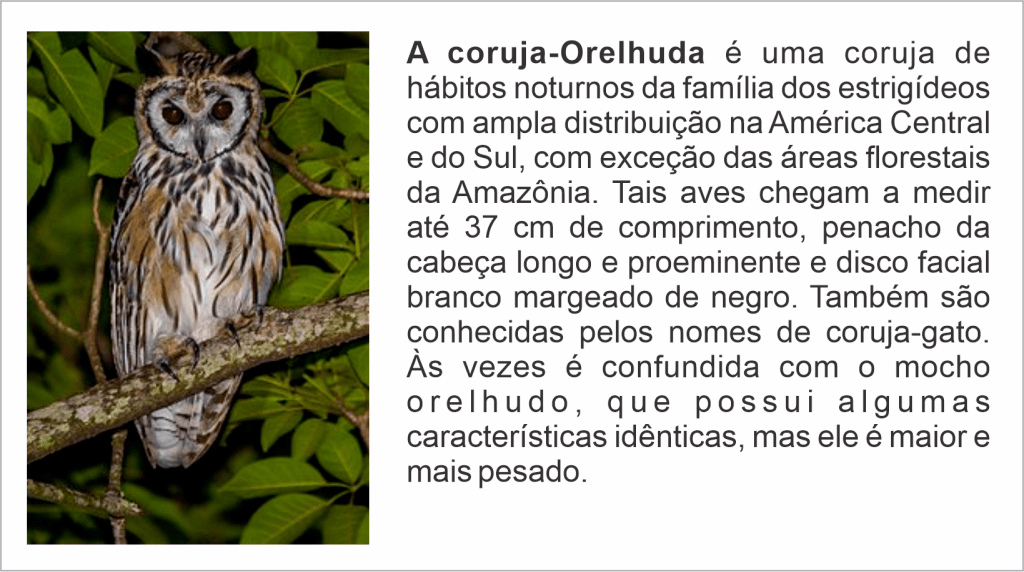 A coruja-Orelhuda é uma coruja de
hábitos noturnos da família dos estrigídeos
com ampla distribuição na América Central
e do Sul, com exceção das áreas florestais
da Amazônia. Tais aves chegam a medir
até 37 cm de comprimento, penacho da
cabeça longo e proeminente e disco facial
branco margeado de negro. Também são
conhecidas pelos nomes de coruja-gato.
Às vezes é confundida com o mocho
orelhudo, que possui algumas
características idênticas, mas ele é maior e
mais pesado.